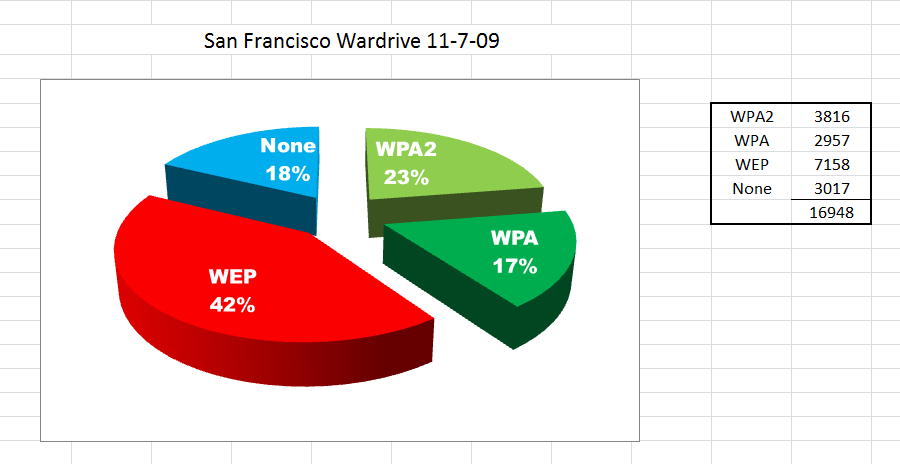 San Francisco Wardrive 11-7-09
None
18%
WPA2
23%
WPA
17%
WEP
42%
WPA2 3816
WPA 2957
WEP 7158
None 3017
16948